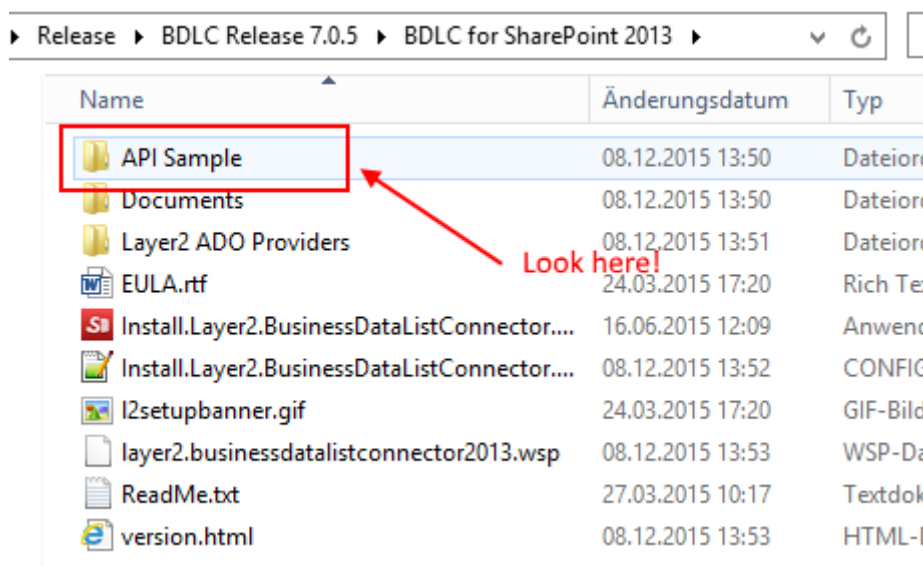 Release BDLC Release 7.0.5 BDLC for SharePoint 2013
Name Änderungsdatum Typ
API Sample 08.12.2015 13:50 Dateior
Documents 08.12.2015 13:50 Dateior
Layer2 ADO Providers 08.12.2015 13:51 Dateior
Look here!
EULA.rtf 24.03.2015 17:20 Rich Te
Install.Layer2.BusinessDataListConnector.... 16.06.2015 12:09 Anwend
Install.Layer2.BusinessDataListConnector.... 08.12.2015 13:52 CONFIG
l2setupbanner.gif 24.03.2015 17:20 GIF-Bild
layer2.businessdatalistconnector2013.wsp 08.12.2015 13:53 WSP-Da
ReadMe.txt 27.03.2015 10:17 Textdok
version.html 08.12.2015 13:53 HTML-